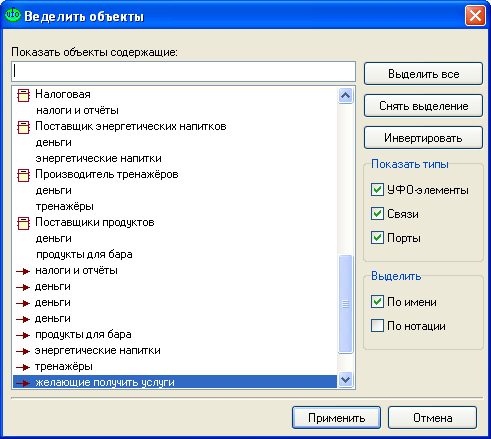 Веделить объекты
Показать объекты содержащие:
Налоговая
налоги и отчёты
Поставщик энергетических напитков
деньги
энергетические напитки
Производитель тренажёров
деньги
тренажёры
Поставщики продуктов
деньги
продукты для бара
налоги и отчёты
деньги
деньги
деньги
продукты для бара
энергетические напитки
тренажёры
желающие получить услуги
Выделить все
Снять выделение
Инвертировать
Показать типы
УФО-элементы
Связи
Порты
Выделить
По имени
По нотации
Применить
Отмена